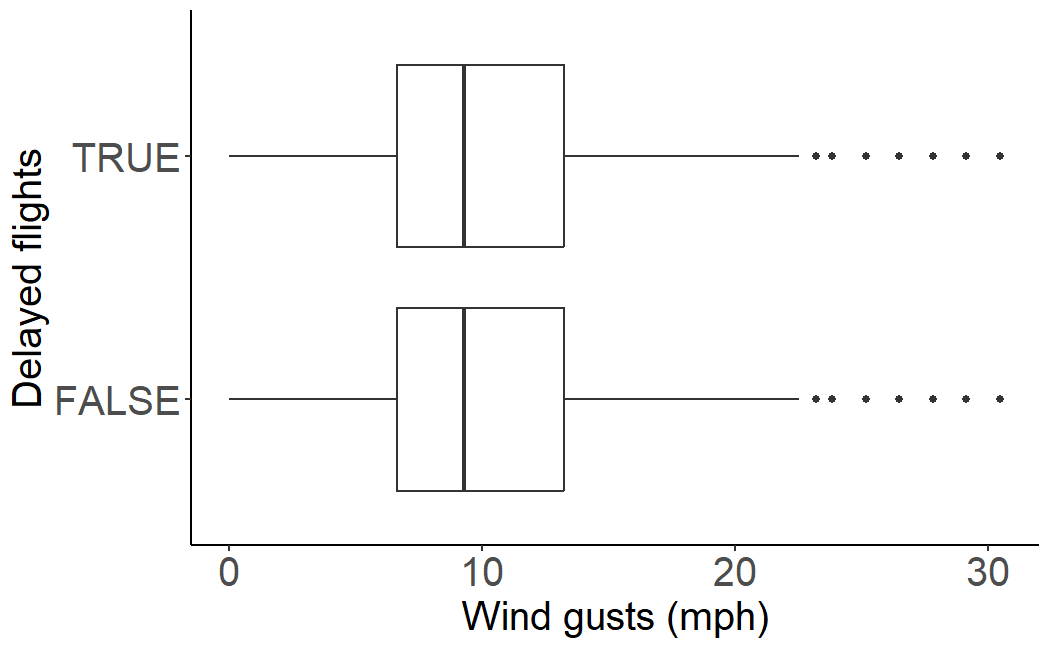 Delayed flights
TRUE
FALSE
0 10 20 30
Wind gusts (mph)